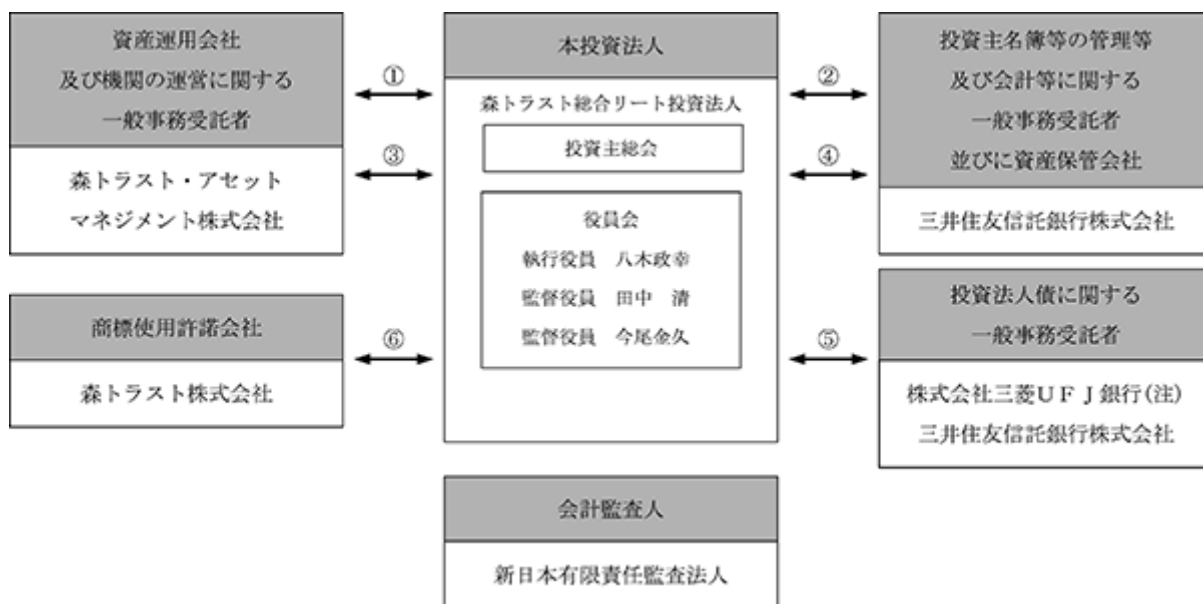 資産運用会社
及び機関の運営に関する
一般事務受託者
森トラスト・アセット
マネジメント株式会社
①
③
本投資法人
森トラスト総合リート投資法人
投資主総会
役員会
執行役員　八木政幸
監督役員　田中　清
監督役員　今尾金久
②
④
投資主名簿等の管理等
及び会計等に関する
一般事務受託者
並びに資産保管会社
三井住友信託銀行株式会社
商標使用許諾会社
森トラスト株式会社
⑥
⑤
投資法人債に関する
一般事務受託者
株式会社三菱ＵＦＪ銀行(注)
三井住友信託銀行株式会社
会計監査人
新日本有限責任監査法人